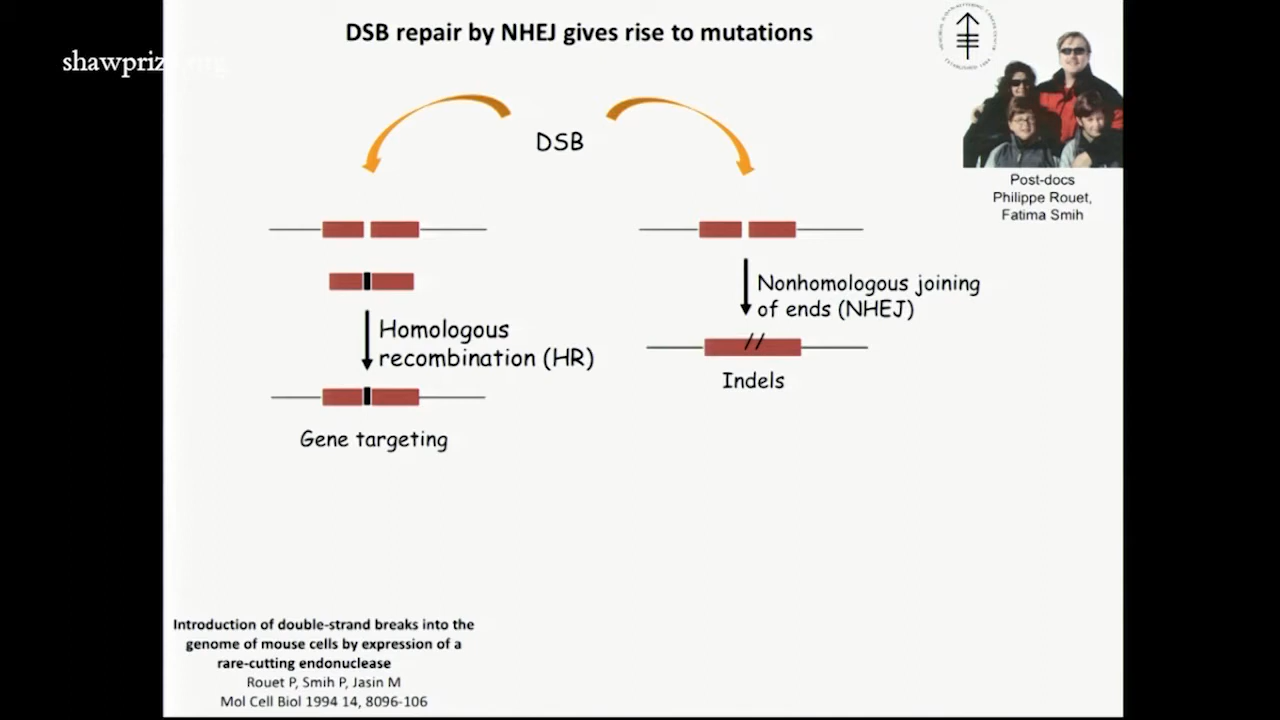 DSB repair by NHEJ gives rise to mutations
shawprize.org
DSB
Post-docs
Philippe Rouet,
Fatima Smih
Nonhomologous joining
of ends (NHEJ)
Homologous
recombination (HR)
Indels
Gene targeting
Introduction of double-strand breaks into the
genome of mouse cells by expression of a
rare-cutting endonuclease
Rouet P, Smih P, Jasin M
Mol Cell Biol 1994 14, 8096-106